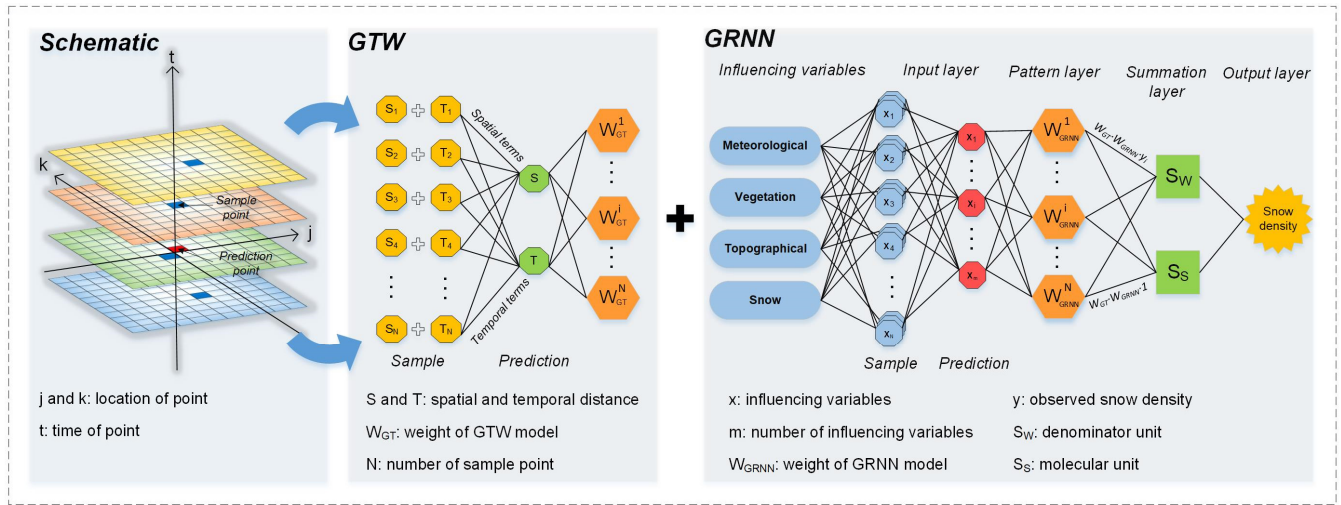 Schematic
t
k
j
Sample
point
Prediction
point
j and k: location of point
t: time of point
GTW
S1 + T1
S2 + T2
S3 + T3
S4 + T4
⋮ ⋮
SN + TN
Spatial terms
Temporal terms
S
T
W1GT
⋮
WiGT
⋮
WNGT
Sample
Prediction
S and T: spatial and temporal distance
WGT: weight of GTW model
N: number of sample point
+
GRNN
Influencing variables
Input layer
Pattern layer
Summation
layer
Output layer
Meteorological
Vegetation
Topographical
Snow
x1
x2
x3
x4
⋮
xN
x1
⋮
xi
⋮
xm
W1GRNN
⋮
WiGRNN
⋮
WNGRNN
WGT·WGRNN·yi
WGT·WGRNN·1
SW
SS
Snow
density
Sample
Prediction
x: influencing variables
m: number of influencing variables
WGRNN: weight of GRNN model
y: observed snow density
SW: denominator unit
SS: molecular unit